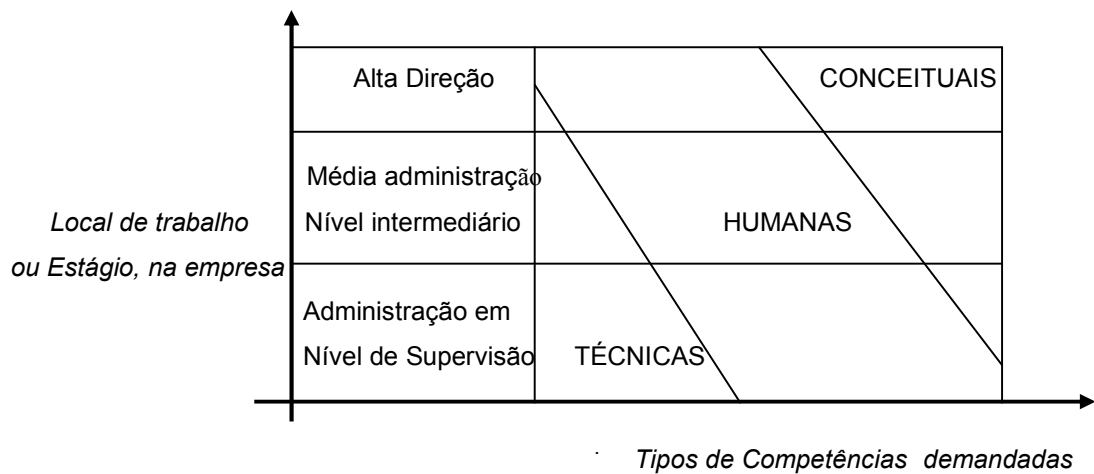 Alta Direção
CONCEITUAIS
Média administração
Nível intermediário
HUMANAS
Local de trabalho
ou Estágio, na empresa
Administração em
Nível de Supervisão
TÉCNICAS
Tipos de Competências demandadas